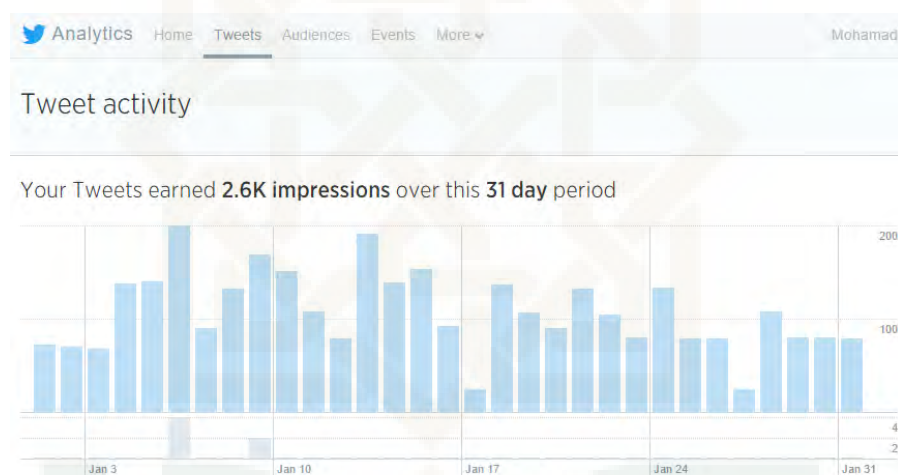 Analytics Home Tweets Audiences Events More Mohamad
Tweet activity
Your Tweets earned 2.6K impressions over this 31 day period
200
100
4
2
Jan 3 Jan 10 Jan 17 Jan 24 Jan 31